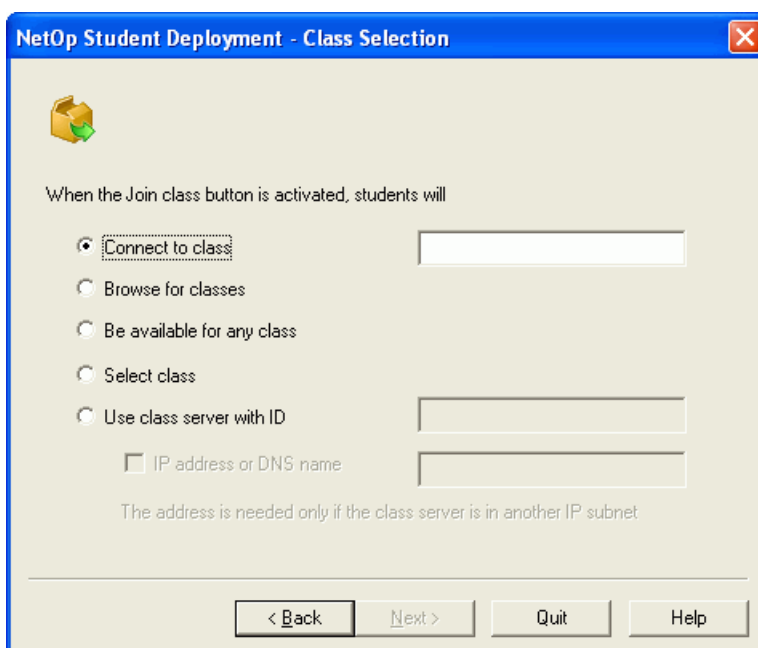 NetOp Student Deployment - Class Selection
When the Join class button is activated, students will
Connect to class
Browse for classes
Be available for any class
Select class
Use class server with ID
IP address or DNS name
The address is needed only if the class server is in another IP subnet
< Back Next > Quit Help